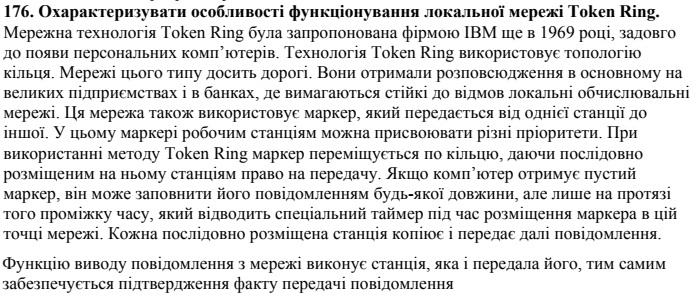 176. Охарактеризувати особливості функціонування локальної мережі Token Ring.
Мережна технологія Token Ring була запропонована фірмою IBM ще в 1969 році, задовго
до появи персональних комп’ютерів. Технологія Token Ring використовує топологію
кільця. Мережі цього типу досить дорогі. Вони отримали розповсюдження в основному на
великих підприємствах і в банках, де вимагаються стійкі до відмов локальні обчислювальні
мережі. Ця мережа також використовує маркер, який передається від однієї станції до
іншої. У цьому маркері робочим станціям можна присвоювати різні пріоритети. При
використанні методу Token Ring маркер переміщується по кільцю, даючи послідовно
розміщеним на ньому станціям право на передачу. Якщо комп’ютер отримує пустий
маркер, він може заповнити його повідомленням будь-якої довжини, але лише на протязі
того проміжку часу, який відводить спеціальний таймер під час розміщення маркера в цій
точці мережі. Кожна послідовно розміщена станція копіює і передає далі повідомлення.
Функцію виводу повідомлення з мережі виконує станція, яка і передала його, тим самим
забезпечується підтвердження факту передачі повідомлення